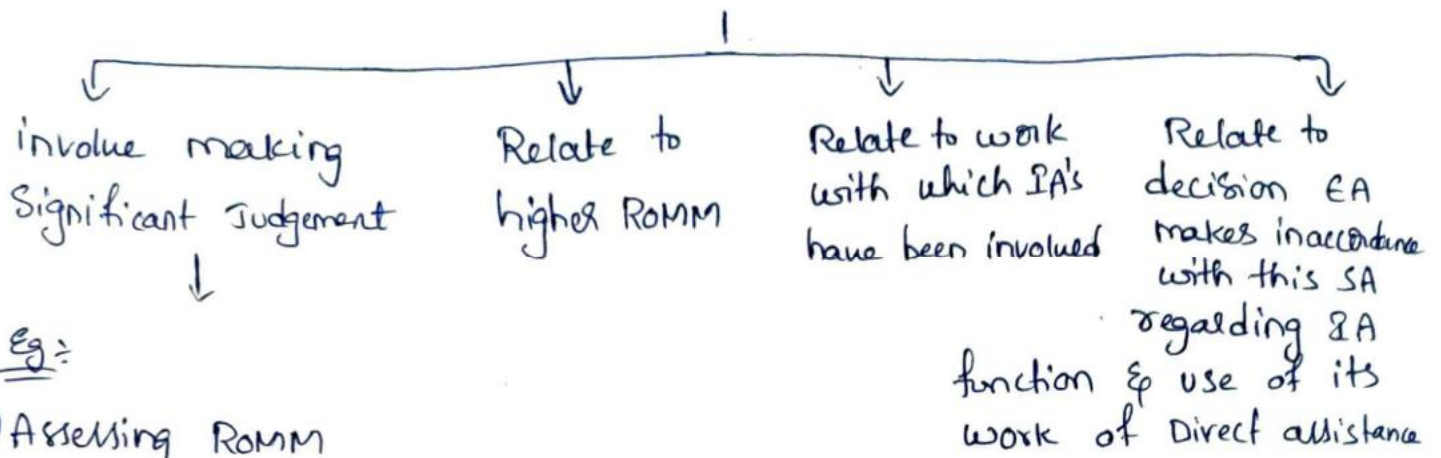 involve making
Significant Judgement
Relate to
higher ROMM
Relate to work
with which IA's
have been involved
Relate to
decision EA
makes inaccordance
with this SA
regarding IA
function & use of its
work of Direct assistance
Eg:
Assessing ROMM